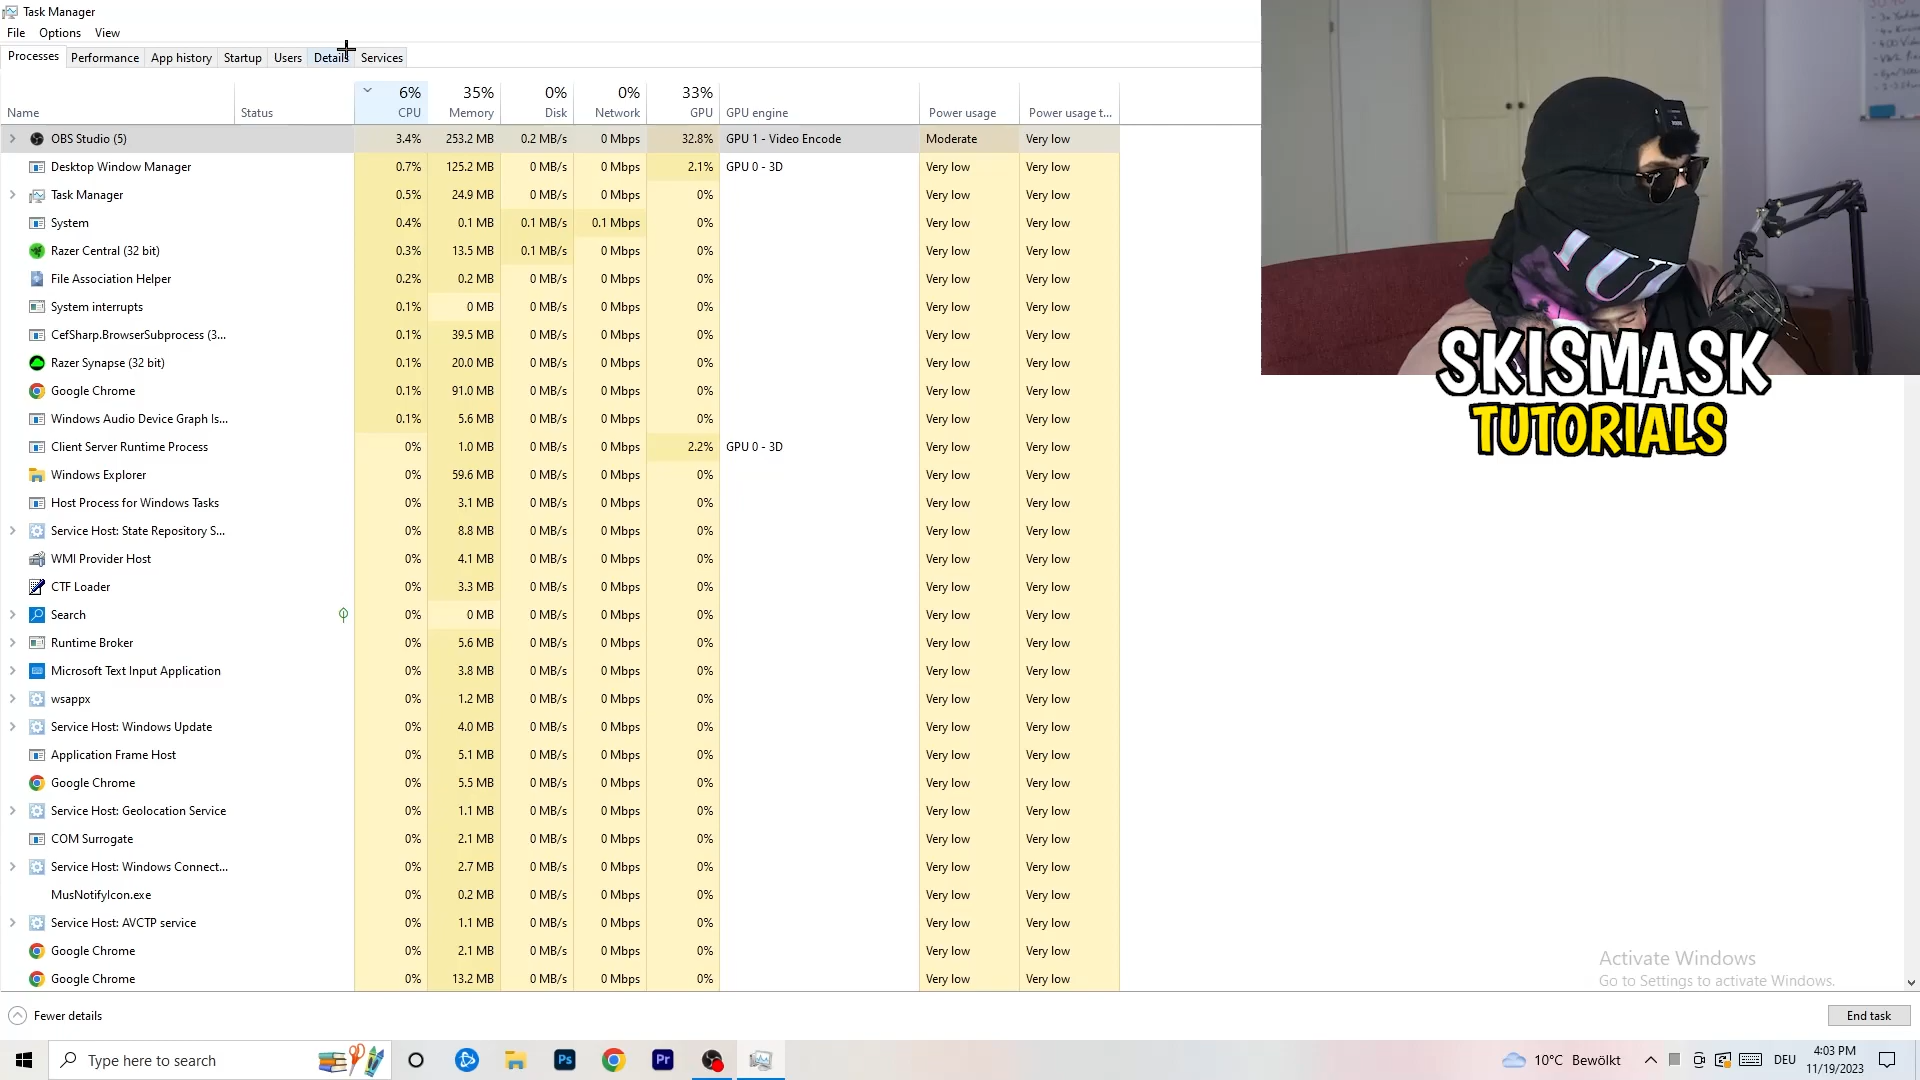 Task Manager
File Options View
Processes Performance App history Startup Users Details Services
6% 35% 0% 0% 33%
Name Status CPU Memory Disk Network GPU GPU engine Power usage Power usage t...
OBS Studio (5) 3.4% 253.2 MB 0.2 MB/s 0 Mbps 32.8% GPU 1 - Video Encode Moderate Very low
Desktop Window Manager 0.7% 125.2 MB 0 MB/s 0 Mbps 2.1% GPU 0 - 3D Very low Very low
Task Manager 0.5% 24.9 MB 0 MB/s 0 Mbps 0% Very low Very low
System 0.4% 0.1 MB 0.1 MB/s 0.1 Mbps 0% Very low Very low
Razer Central (32 bit) 0.3% 13.5 MB 0.1 MB/s 0 Mbps 0% Very low Very low
File Association Helper 0.2% 0.2 MB 0 MB/s 0 Mbps 0% Very low Very low
System interrupts 0.1% 0 MB 0 MB/s 0 Mbps 0% Very low Very low
CefSharp.BrowserSubprocess (3... 0.1% 39.5 MB 0 MB/s 0 Mbps 0% Very low Very low
Razer Synapse (32 bit) 0.1% 20.0 MB 0 MB/s 0 Mbps 0% Very low Very low
Google Chrome 0.1% 91.0 MB 0 MB/s 0 Mbps 0% Very low Very low
Windows Audio Device Graph Is... 0.1% 5.6 MB 0 MB/s 0 Mbps 0% Very low Very low
Client Server Runtime Process 0% 1.0 MB 0 MB/s 0 Mbps 2.2% GPU 0 - 3D Very low Very low
Windows Explorer 0% 59.6 MB 0 MB/s 0 Mbps 0% Very low Very low
Host Process for Windows Tasks 0% 3.1 MB 0 MB/s 0 Mbps 0% Very low Very low
Service Host: State Repository S... 0% 8.8 MB 0 MB/s 0 Mbps 0% Very low Very low
WMI Provider Host 0% 4.1 MB 0 MB/s 0 Mbps 0% Very low Very low
CTF Loader 0% 3.3 MB 0 MB/s 0 Mbps 0% Very low Very low
Search 0% 0 MB 0 MB/s 0 Mbps 0% Very low Very low
Runtime Broker 0% 5.6 MB 0 MB/s 0 Mbps 0% Very low Very low
Microsoft Text Input Application 0% 3.8 MB 0 MB/s 0 Mbps 0% Very low Very low
wsappx 0% 1.2 MB 0 MB/s 0 Mbps 0% Very low Very low
Service Host: Windows Update 0% 4.0 MB 0 MB/s 0 Mbps 0% Very low Very low
Application Frame Host 0% 5.1 MB 0 MB/s 0 Mbps 0% Very low Very low
Google Chrome 0% 5.5 MB 0 MB/s 0 Mbps 0% Very low Very low
Service Host: Geolocation Service 0% 1.1 MB 0 MB/s 0 Mbps 0% Very low Very low
COM Surrogate 0% 2.1 MB 0 MB/s 0 Mbps 0% Very low Very low
Service Host: Windows Connect... 0% 2.7 MB 0 MB/s 0 Mbps 0% Very low Very low
MusNotifyIcon.exe 0% 0.2 MB 0 MB/s 0 Mbps 0% Very low Very low
Service Host: AVCTP service 0% 1.1 MB 0 MB/s 0 Mbps 0% Very low Very low
Google Chrome 0% 2.1 MB 0 MB/s 0 Mbps 0% Very low Very low
Google Chrome 0% 13.2 MB 0 MB/s 0 Mbps 0% Very low Very low
SKISMASK
TUTORIALS
Activate Windows
Go to Settings to activate Windows.
Fewer details
End task
Type here to search
Ps
Pr
10°C Bewölkt
DEU
4:03 PM
11/19/2023